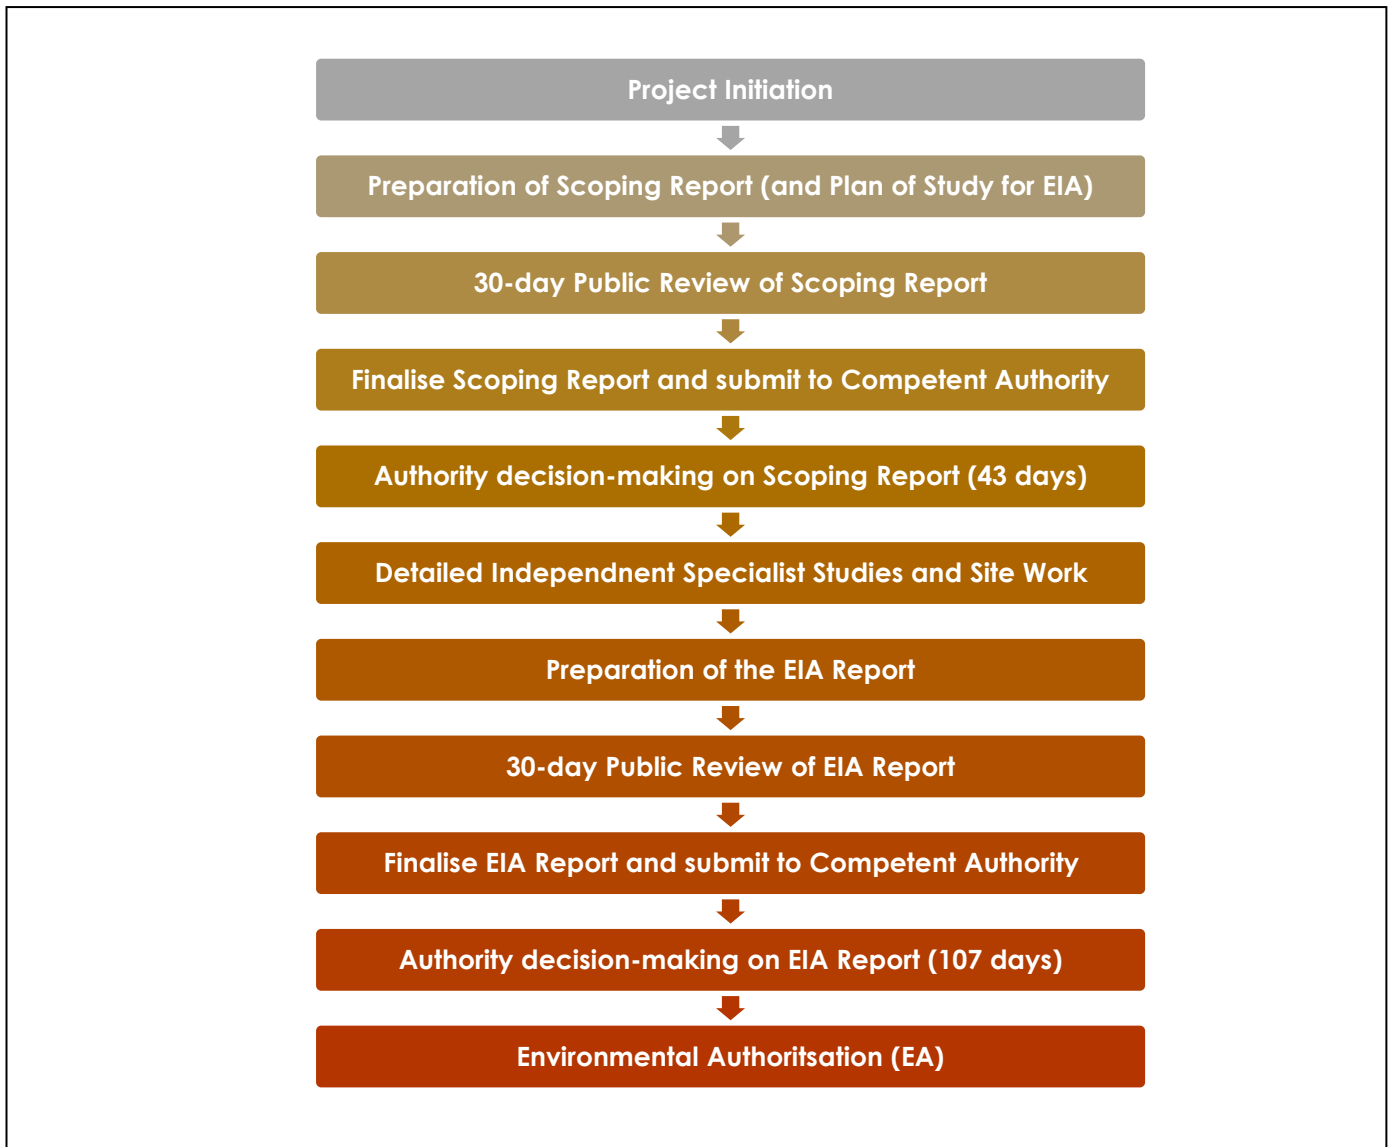 Project Initiation
Preparation of Scoping Report (and Plan of Study for EIA)
30-day Public Review of Scoping Report
Finalise Scoping Report and submit to Competent Authority
Authority decision-making on Scoping Report (43 days)
Detailed Independnent Specialist Studies and Site Work
Preparation of the EIA Report
30-day Public Review of EIA Report
Finalise EIA Report and submit to Competent Authority
Authority decision-making on EIA Report (107 days)
Environmental Authoritsation (EA)